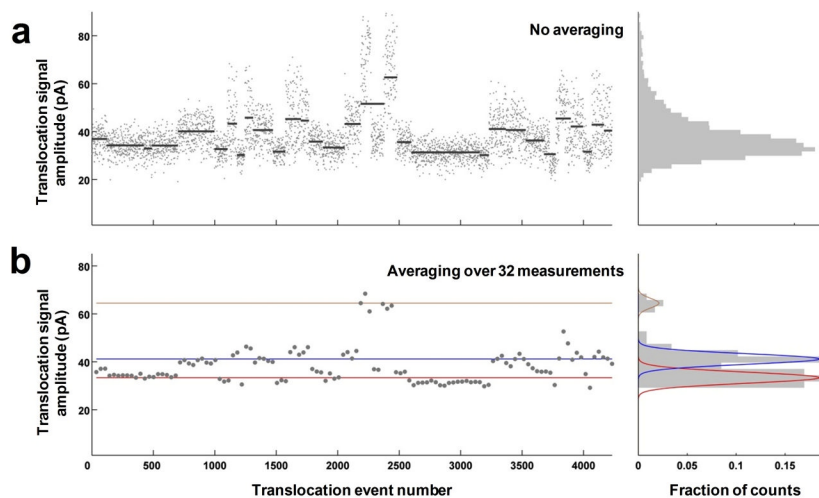 a
No averaging
Translocation signal
amplitude (pA)
80
60
40
20
b
Averaging over 32 measurements
Translocation signal
amplitude (pA)
80
60
40
20
0 500 1000 1500 2000 2500 3000 3500 4000
0 0.05 0.1 0.15
Translocation event number
Fraction of counts